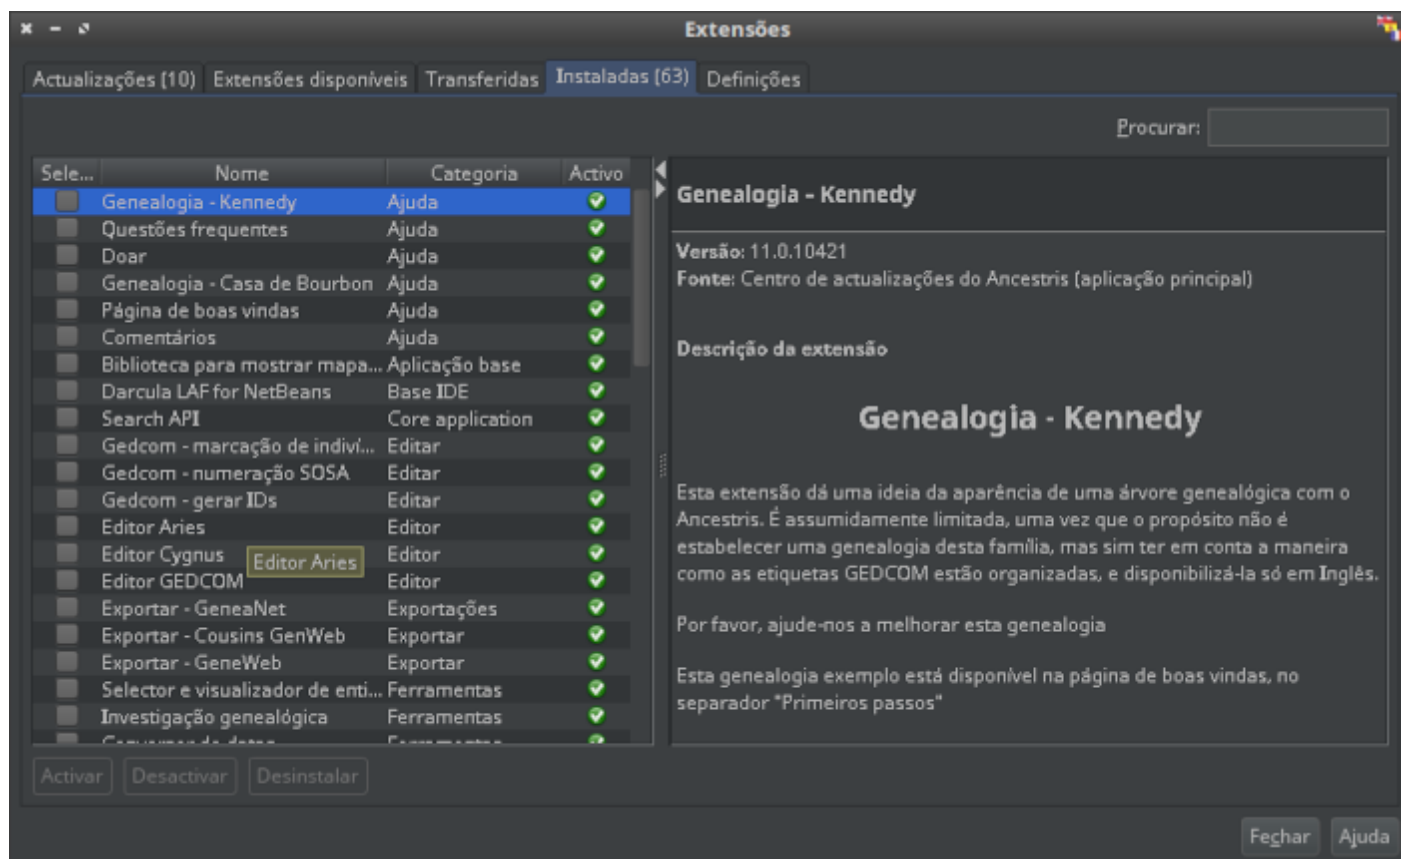 Extensões
Actualizações (10) Extensões disponíveis Transferidas Instaladas (63) Definições
Procurar:
Sele... Nome Categoria Activo
Genealogia - Kennedy Ajuda
Questões frequentes Ajuda
Doar Ajuda
Genealogia - Casa de Bourbon Ajuda
Página de boas vindas Ajuda
Comentários Ajuda
Biblioteca para mostrar mapa... Aplicação base
Darcula LAF for NetBeans Base IDE
Search API Core application
Gedcom - marcação de indiví... Editar
Gedcom - numeração SOSA Editar
Gedcom - gerar IDs Editar
Editor Aries Editor
Editor Cygnus Editor
Editor Aries
Editor GEDCOM Editor
Exportar - GeneaNet Exportações
Exportar - Cousins GenWeb Exportar
Exportar - GeneWeb Exportar
Selector e visualizador de enti... Ferramentas
Investigação genealógica Ferramentas
Genealogia - Kennedy
Versão: 11.0.10421
Fonte: Centro de actualizações do Ancestris (aplicação principal)
Descrição da extensão
Genealogia - Kennedy
Esta extensão dá uma ideia da aparência de uma árvore genealógica com o
Ancestris. É assumidamente limitada, uma vez que o propósito não é
estabelecer uma genealogia desta família, mas sim ter em conta a maneira
como as etiquetas GEDCOM estão organizadas, e disponibilizá-la só em Inglês.
Por favor, ajude-nos a melhorar esta genealogia
Esta genealogia exemplo está disponível na página de boas vindas, no
separador "Primeiros passos"
Activar Desactivar Desinstalar
Fechar Ajuda